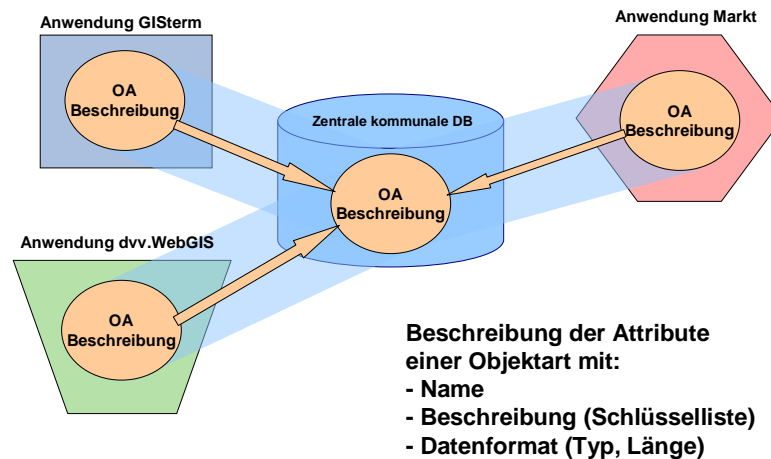 Anwendung GISterm
Anwendung Markt
OA
Beschreibung
Zentrale kommunale DB
OA
Beschreibung
OA
Beschreibung
Anwendung dvv.WebGIS
OA
Beschreibung
Beschreibung der Attribute
einer Objektart mit:
- Name
- Beschreibung (Schlüsselliste)
- Datenformat (Typ, Länge)